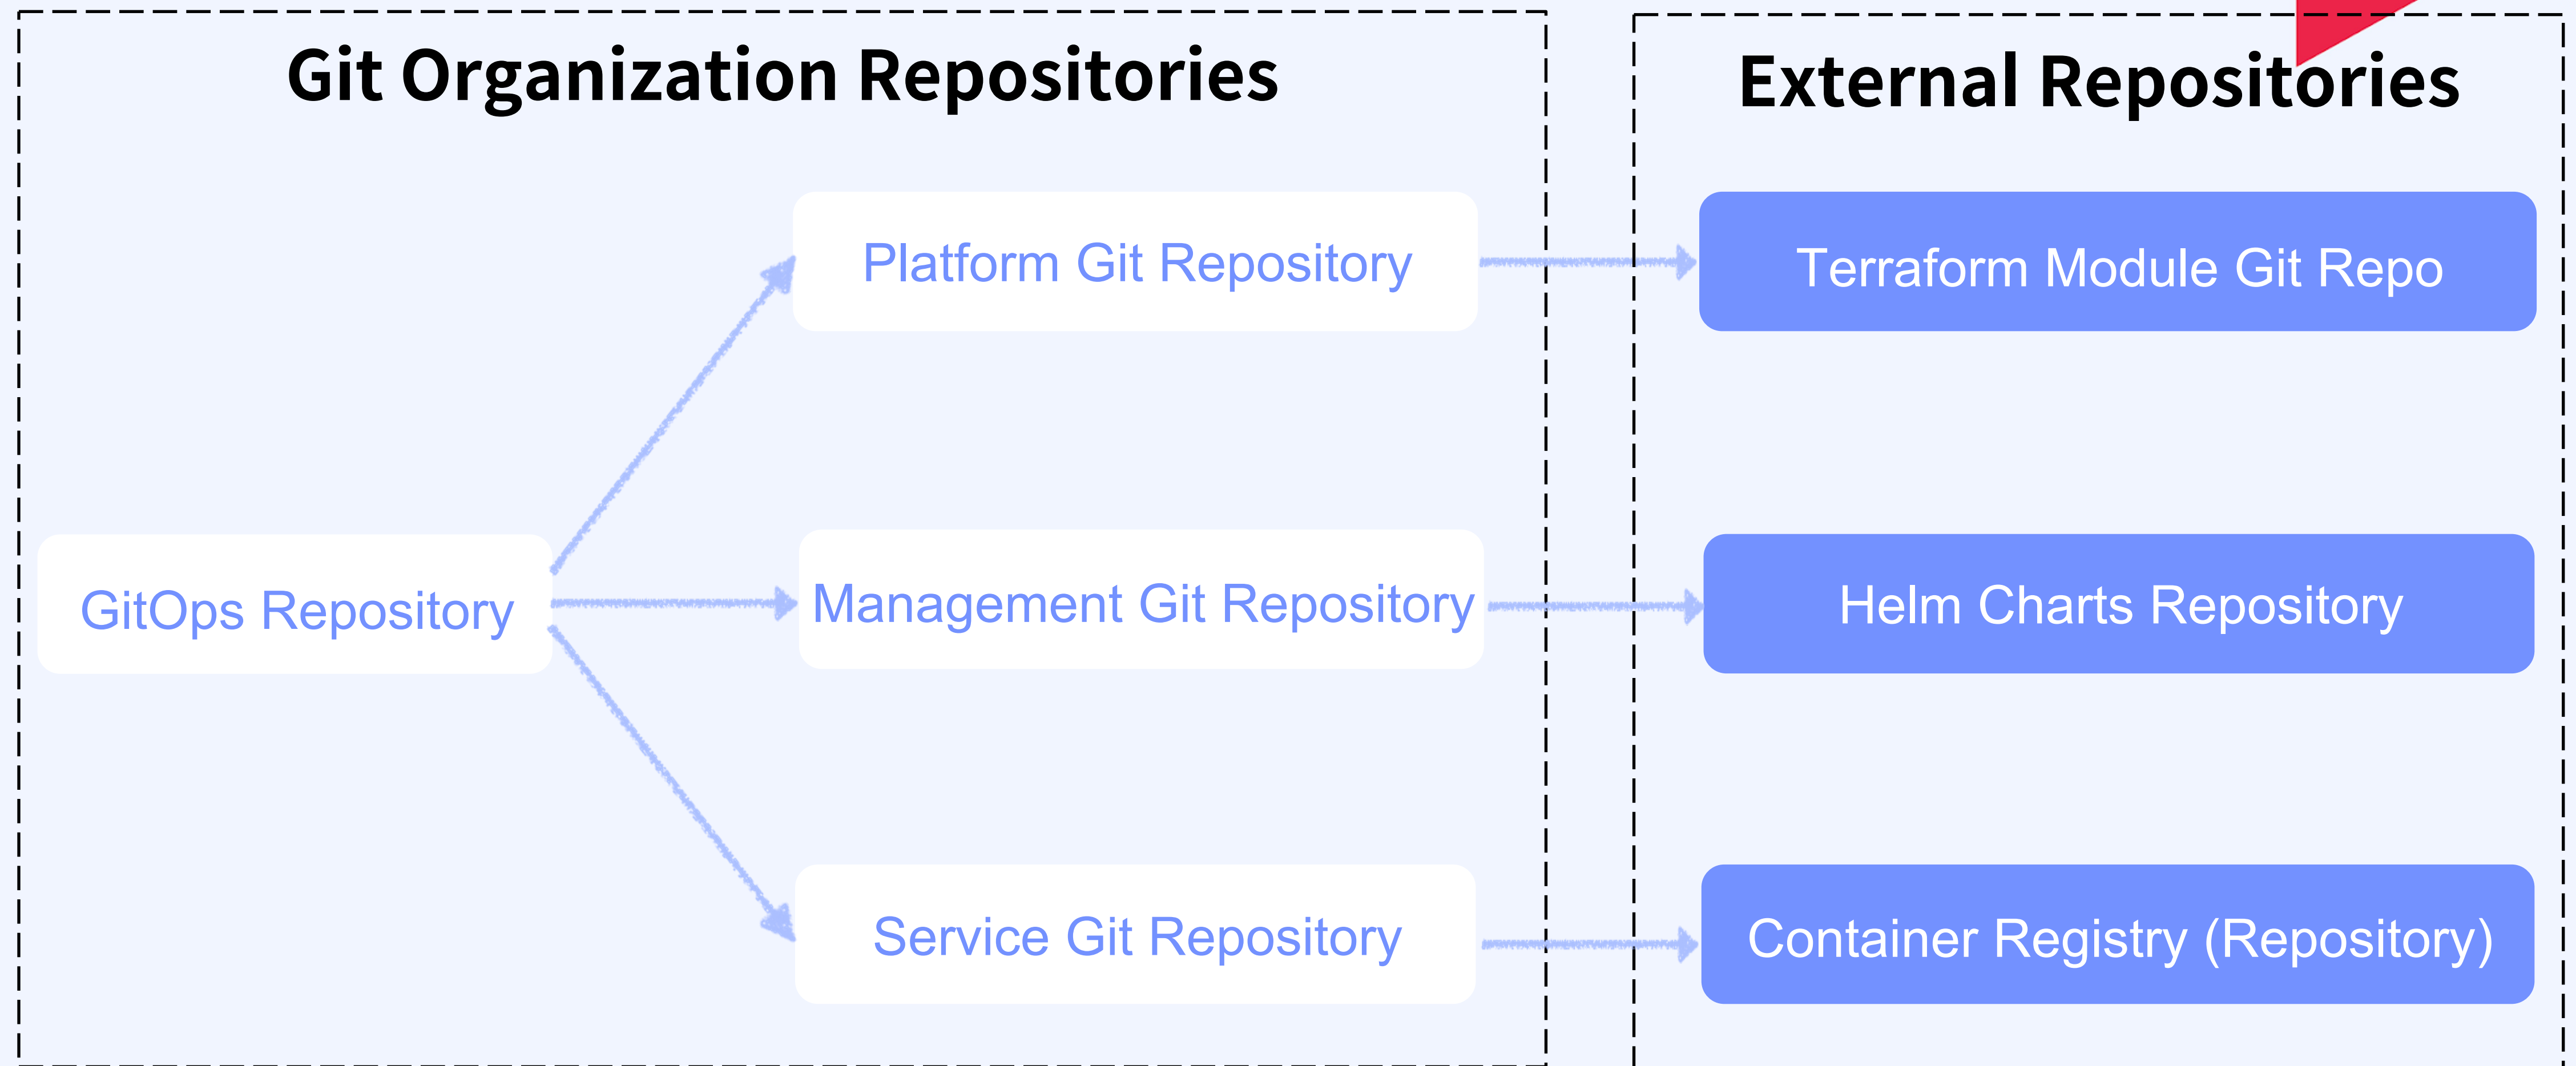 Git Organization Repositories
External Repositories
Platform Git Repository
Terraform Module Git Repo
GitOps Repository
Management Git Repository
Helm Charts Repository
Service Git Repository
Container Registry (Repository)